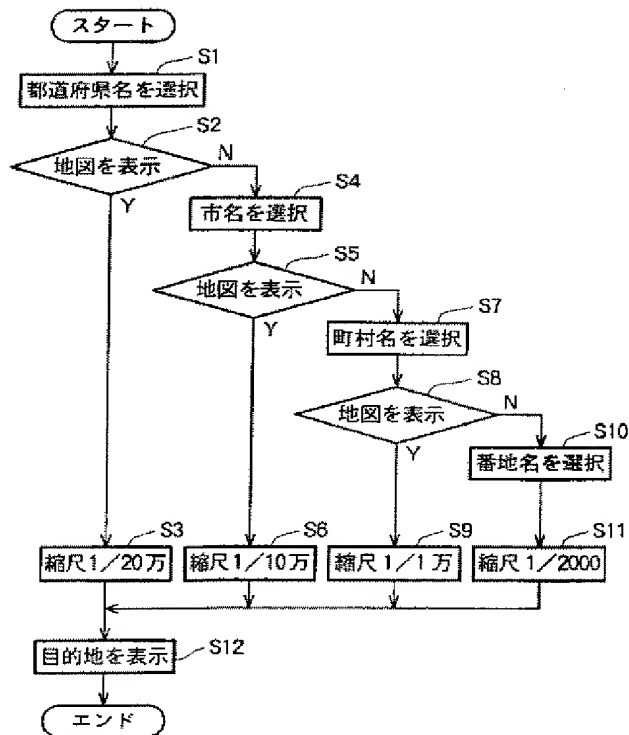 スタート
S1
都道府県名を選択
S2
地図を表示
N
Y
S4
市名を選択
S5
地図を表示
N
Y
S7
町村名を選択
S8
地図を表示
N
Y
S10
番地名を選択
S3
縮尺1/20万
S6
縮尺1/10万
S9
縮尺1/1万
S11
縮尺1/2000
S12
目的地を表示
エンド